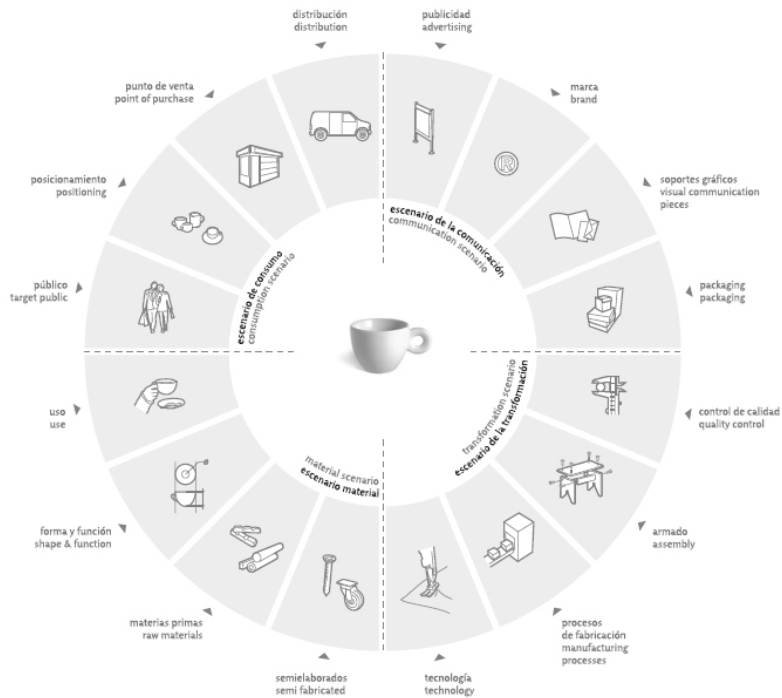 distribución
distribution
publicidad
advertising
punto de venta
point of purchase
marca
brand
posicionamiento
positioning
soportes gráficos
visual communication
pieces
escenario de la comunicación
communication scenario
escenario de consumo
consumption scenario
público
target public
packaging
packaging
uso
use
control de calidad
quality control
transformation scenario
escenario de la transformación
material scenario
escenario material
forma y función
shape & function
armado
assembly
materias primas
raw materials
procesos
de fabricación
manufacturing
processes
semielaborados
semi fabricated
tecnología
technology
®